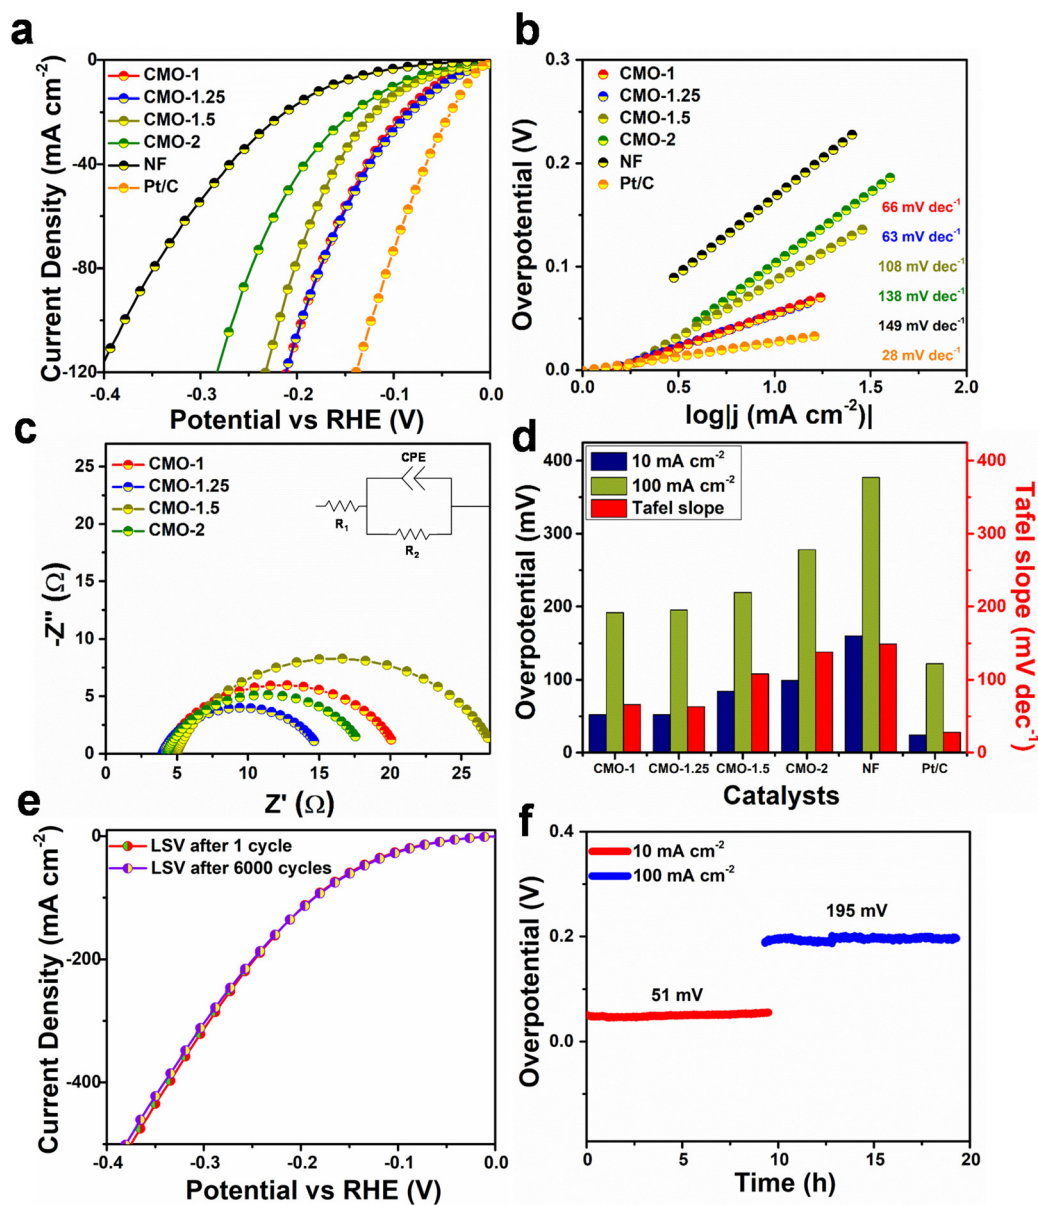 a
0
-40
-80
-120
-0.4
-0.3
-0.2
-0.1
0.0
Current Density (mA cm-2)
Potential vs RHE (V)
CMO-1
CMO-1.25
CMO-1.5
CMO-2
NF
Pt/C
b
0.3
0.2
0.1
0.0
0.0
0.5
1.0
1.5
2.0
Overpotential (V)
log|j (mA cm-2)|
CMO-1
CMO-1.25
CMO-1.5
CMO-2
NF
Pt/C
66 mV dec-1
63 mV dec-1
108 mV dec-1
138 mV dec-1
149 mV dec-1
28 mV dec-1
c
25
20
15
10
5
0
0
5
10
15
20
25
-Z" (Ω)
Z' (Ω)
CMO-1
CMO-1.25
CMO-1.5
CMO-2
CPE
R1
R2
d
400
300
200
100
0
Overpotential (mV)
10 mA cm-2
100 mA cm-2
Tafel slope
400
300
200
100
0
Tafel slope (mV dec-1)
CMO-1
CMO-1.25
CMO-1.5
CMO-2
NF
Pt/C
Catalysts
e
0
-200
-400
-0.4
-0.3
-0.2
-0.1
0.0
Current Density (mA cm-2)
Potential vs RHE (V)
LSV after 1 cycle
LSV after 6000 cycles
f
0.4
0.2
0.0
0
5
10
15
20
Overpotential (V)
Time (h)
10 mA cm-2
100 mA cm-2
195 mV
51 mV